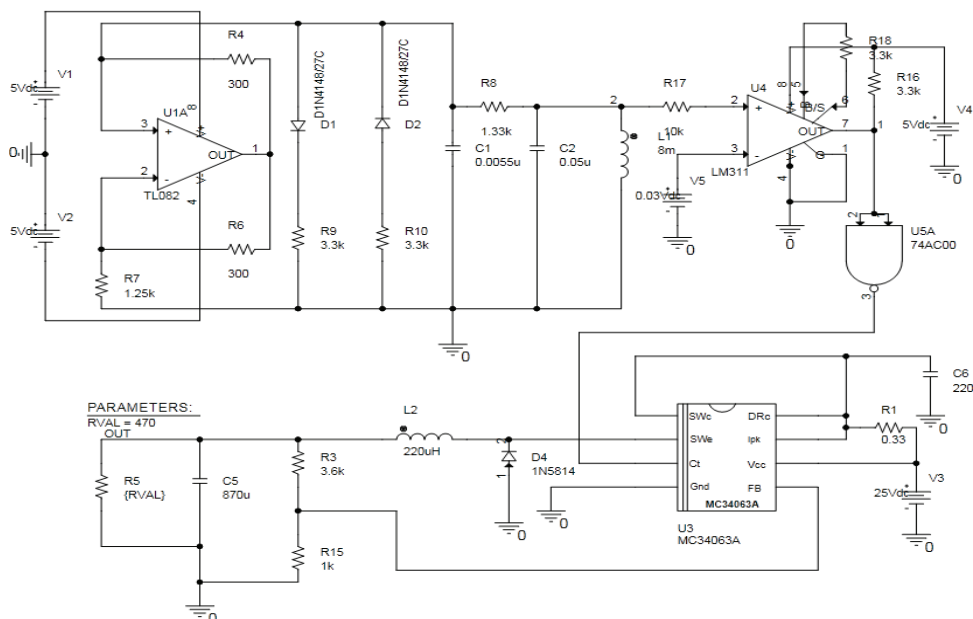 R4
300
D1N4148/27C
D1
D1N4148/27C
D2
V1
5Vdc
U1A
8
V+
3
+
OUT
1
2
-
V-
4
TL082
0
V2
5Vdc
R6
300
R7
1.25k
R9
3.3k
R10
3.3k
0
R8
1.33k
C1
0.0055u
C2
0.05u
2
L1
8m
R17
10k
V5
0.03Vdc
0
U4
8
5
V+
B
B/S
6
2
+
OUT
7
3
-
V-
G
1
4
LM311
0
R18
3.3k
R16
3.3k
1
V4
5Vdc
0
2
1
U5A
74AC00
3
PARAMETERS:
RVAL = 470
OUT
R5
{RVAL}
C5
870u
R3
3.6k
R15
1k
0
L2
220uH
2
D4
1N5814
1
0
0
SWc
DRc
SWe
Ipk
Ct
Vcc
Gnd
FB
MC34063A
U3
MC34063A
C6
220
0
R1
0.33
V3
25Vdc
0